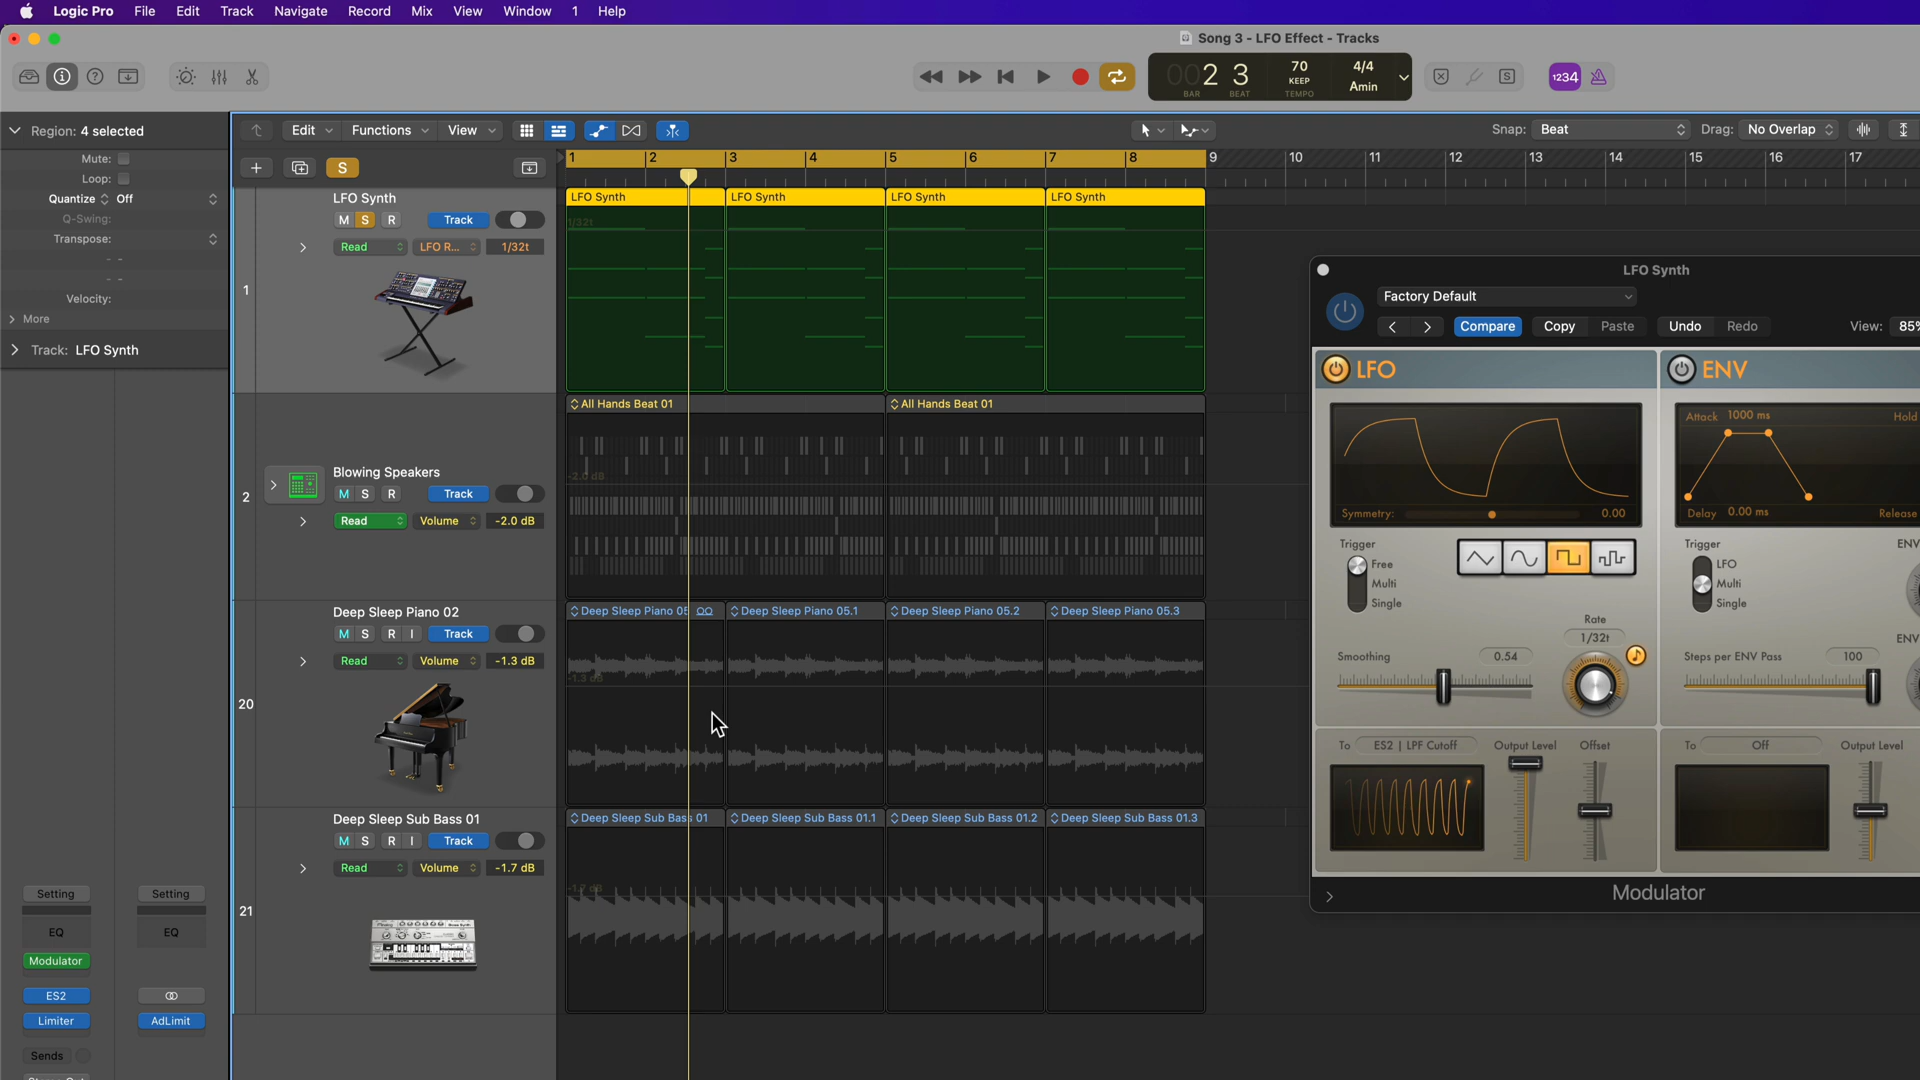 Logic Pro File Edit Track Navigate Record Mix View Window 1 Help
Song 3 - LFO Effect - Tracks
002 3 70 4/4
KEEP Amin
BAR BEAT TEMPO
1234
Region: 4 selected
Edit Functions View
Snap: Beat Drag: No Overlap
Mute:
Loop:
Quantize Off
Q-Swing:
Transpose:
- -
- -
Velocity:
More
Track: LFO Synth
S
1 2 3 4 5 6 7 8 9 10 11 12 13 14 15 16 17
1
LFO Synth
M S R Track
Read LFO R... 1/32t
LFO Synth LFO Synth LFO Synth LFO Synth
1/32t
2
Blowing Speakers
M S R Track
Read Volume -2.0 dB
All Hands Beat 01 All Hands Beat 01
-2.0 dB
20
Deep Sleep Piano 02
M S R I Track
Read Volume -1.3 dB
Deep Sleep Piano 05 Deep Sleep Piano 05.1 Deep Sleep Piano 05.2 Deep Sleep Piano 05.3
-1.3 dB
21
Deep Sleep Sub Bass 01
M S R I Track
Read Volume -1.7 dB
Deep Sleep Sub Bass 01 Deep Sleep Sub Bass 01.1 Deep Sleep Sub Bass 01.2 Deep Sleep Sub Bass 01.3
-1.7 dB
Setting Setting
EQ EQ
Modulator
ES2
Limiter AdLimit
Sends
LFO Synth
Factory Default
Compare Copy Paste Undo Redo View: 85%
LFO ENV
Attack 1000 ms Hold
Symmetry: 0.00
Delay 0.00 ms Release
Trigger
Free
Multi
Single
Trigger
LFO
Multi
Single
ENV
Rate
1/32t
ENV
Smoothing 0.54
Steps per ENV Pass 100
To ES2 | LPF Cutoff Output Level Offset
To Off Output Level
Modulator